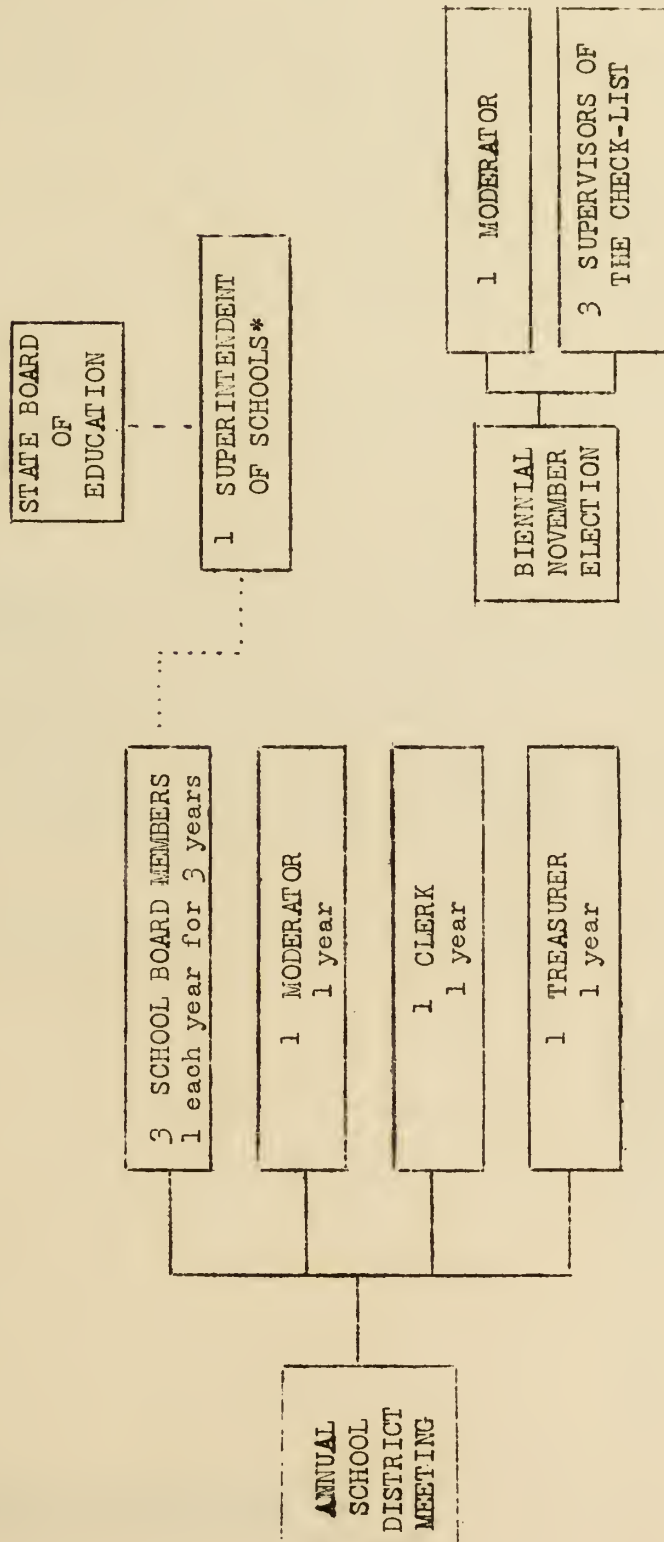 ANNUAL
SCHOOL
DISTRICT
MEETING
3 SCHOOL BOARD MEMBERS
1 each year for 3 years
1 MODERATOR
1 year
1 CLERK
1 year
1 TREASURER
1 year
STATE BOARD
OF
EDUCATION
1 SUPERINTENDENT
OF SCHOOLS*
BIENNIAL
NOVEMBER
ELECTION
1 MODERATOR
3 SUPERVISORS OF
THE CHECK-LIST